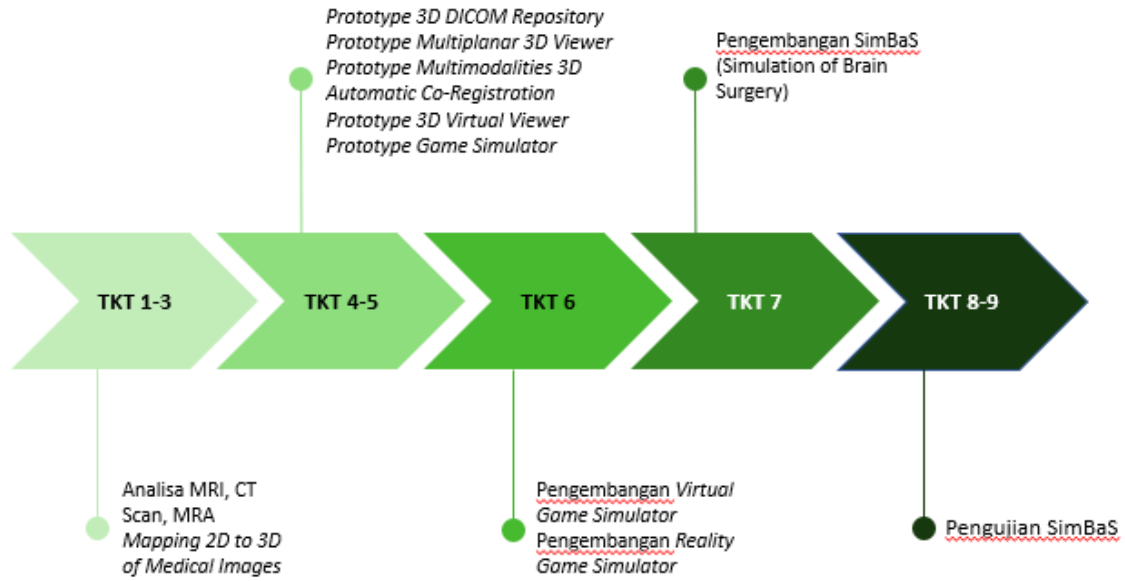 Prototype 3D DICOM Repository
Prototype Multiplanar 3D Viewer
Prototype Multimodalities 3D
Automatic Co-Registration
Prototype 3D Virtual Viewer
Prototype Game Simulator
Pengembangan SimBaS
(Simulation of Brain
Surgery)
TKT 1-3
TKT 4-5
TKT 6
TKT 7
TKT 8-9
Analisa MRI, CT
Scan, MRA
Mapping 2D to 3D
of Medical Images
Pengembangan Virtual
Game Simulator
Pengembangan Reality
Game Simulator
Pengujian SimBaS